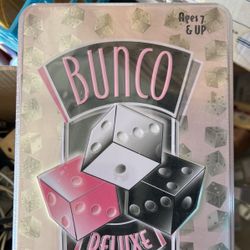 Ages 7
& UP
BUNCO
DELUXE